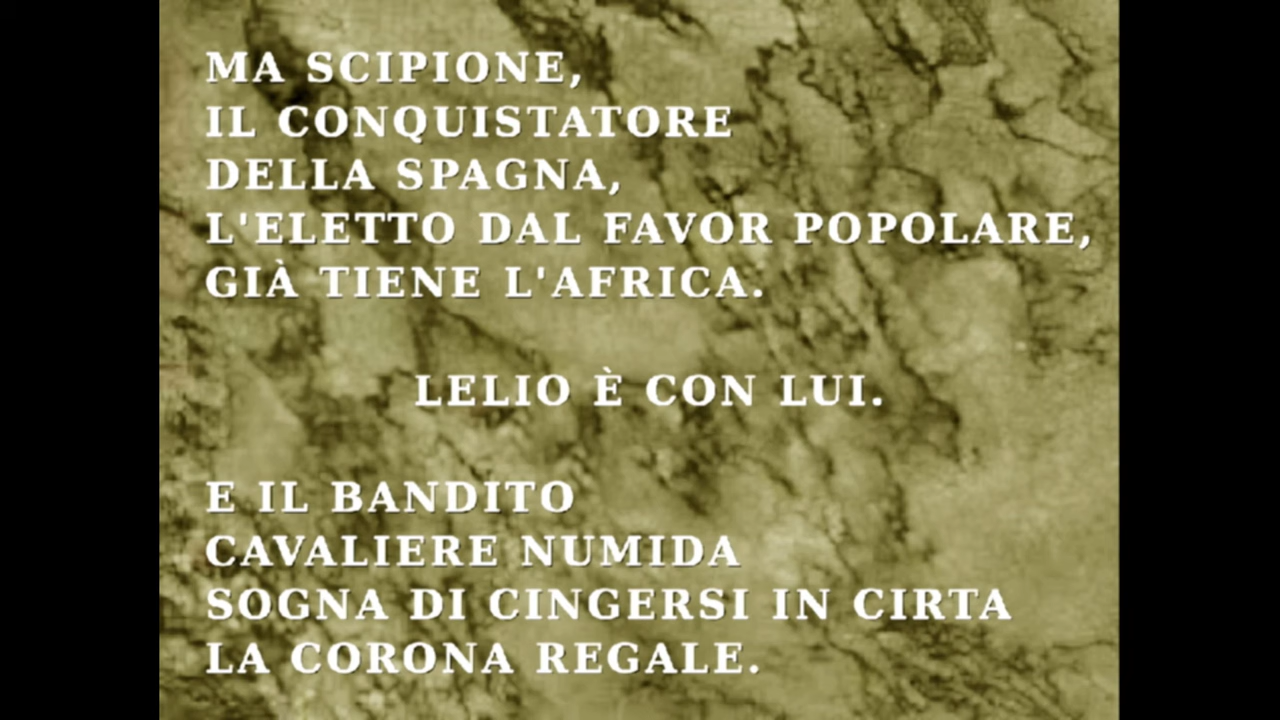 MA SCIPIONE,
IL CONQUISTATORE
DELLA SPAGNA,
L'ELETTO DAL FAVOR POPOLARE,
GIÀ TIENE L'AFRICA.
LELIO È CON LUI.
E IL BANDITO
CAVALIERE NUMIDA
SOGNA DI CINGERSI IN CIRTA
LA CORONA REGALE.